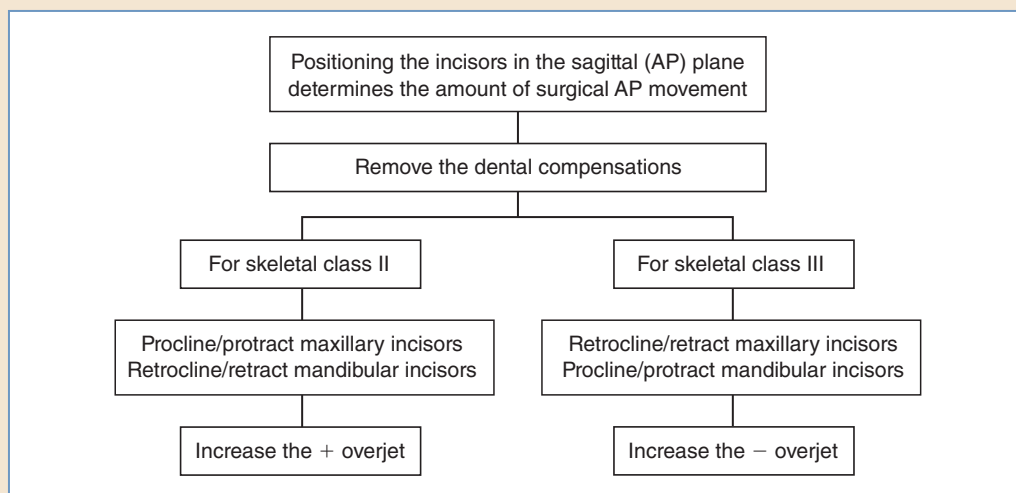 Positioning the incisors in the sagittal (AP) plane
determines the amount of surgical AP movement
Remove the dental compensations
For skeletal class II
For skeletal class III
Procline/protract maxillary incisors
Retrocline/retract mandibular incisors
Retrocline/retract maxillary incisors
Procline/protract mandibular incisors
Increase the + overjet
Increase the − overjet